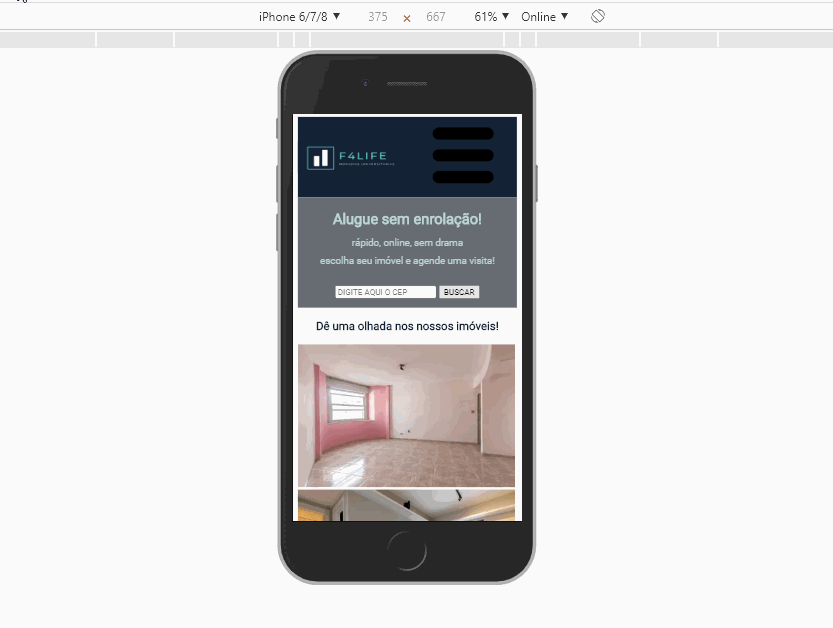 iPhone 6/7/8 ▼ 375 × 667 61% ▼ Online ▼
F4LIFE
Alugue sem enrolação!
rápido, online, sem drama
escolha seu imóvel e agende uma visita!
DIGITE AQUI O CEP BUSCAR
Dê uma olhada nos nossos imóveis!